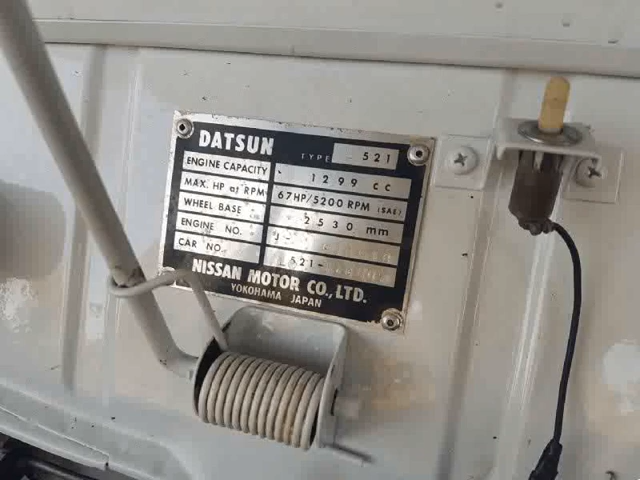 DATSUN TYPE 521
ENGINE CAPACITY 1299 cc
MAX. HP at RPM 67HP/5200 RPM (SAE)
WHEEL BASE 2530 mm
ENGINE NO. J-
CAR NO. L521-
NISSAN MOTOR CO., LTD.
YOKOHAMA JAPAN